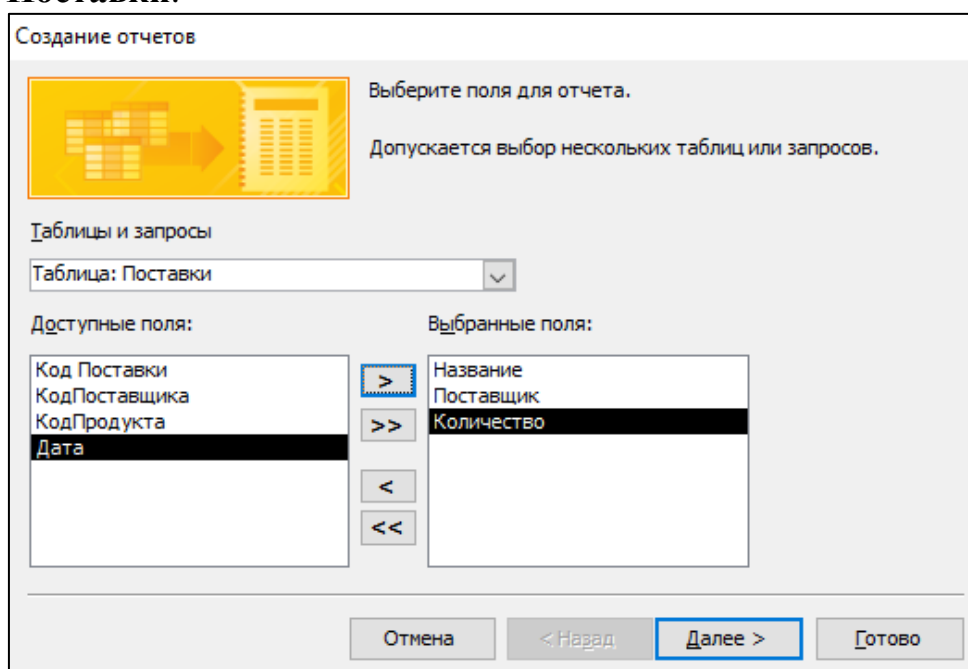 Создание отчетов
Выберите поля для отчета.
Допускается выбор нескольких таблиц или запросов.
Таблицы и запросы
Таблица: Поставки
Доступные поля:
Выбранные поля:
Код Поставки
КодПоставщика
КодПродукта
Дата
>
>>
<
<<
Название
Поставщик
Количество
Отмена
< Назад
Далее >
Готово